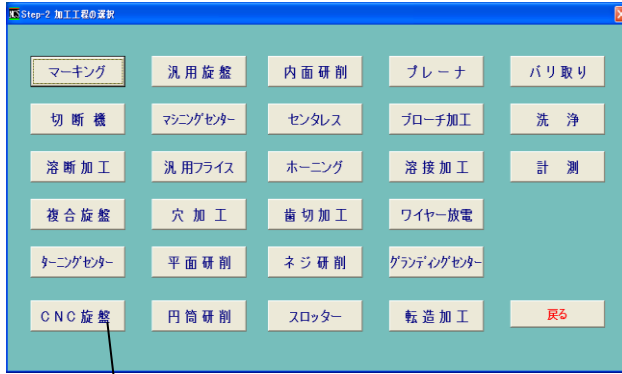 Step-2 加工工程の選択
マーキング 汎用旋盤 内面研削 プレーナ バリ取り
切断機 マシニングセンター センタレス ブローチ加工 洗浄
溶断加工 汎用フライス ホーニング 溶接加工 計測
複合旋盤 穴加工 歯切加工 ワイヤー放電
ターニングセンター 平面研削 ネジ研削 グランディングセンター
CNC旋盤 円筒研削 スロッター 転造加工 戻る